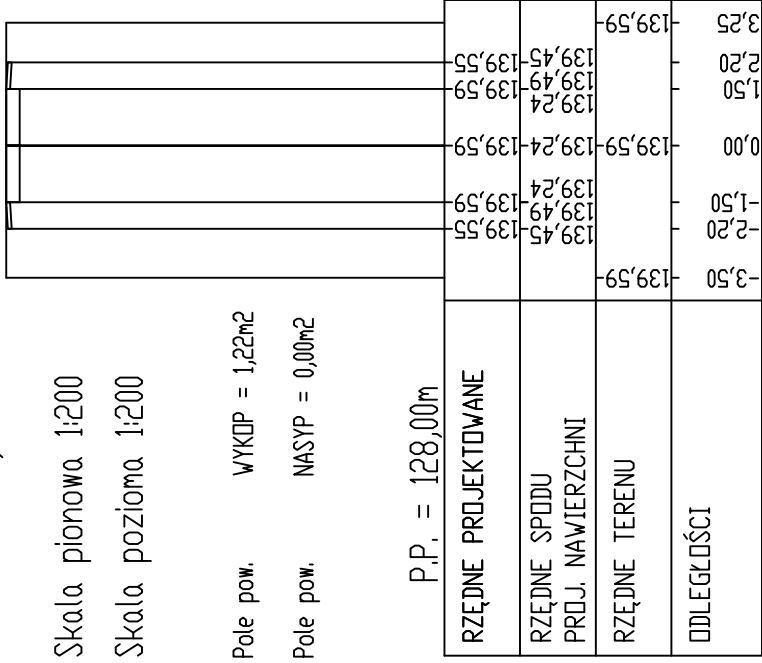 Skala pionowa 1:200
Skala pozioma 1:200
Pole pow. WYKOP = 1,22m2
Pole pow. NASYP = 0,00m2
P.P. = 128,00m
RZĘDNE PROJEKTOWANE
139,55 139,59 139,59 139,59 139,55
RZĘDNE SPODU
PROJ. NAWIERZCHNI
139,45 139,49 139,24 139,24 139,24 139,49 139,45
RZĘDNE TERENU
139,59 139,59 139,59
ODLEGŁOŚCI
-3,50 -2,20 -1,50 0,00 1,50 2,20 3,25